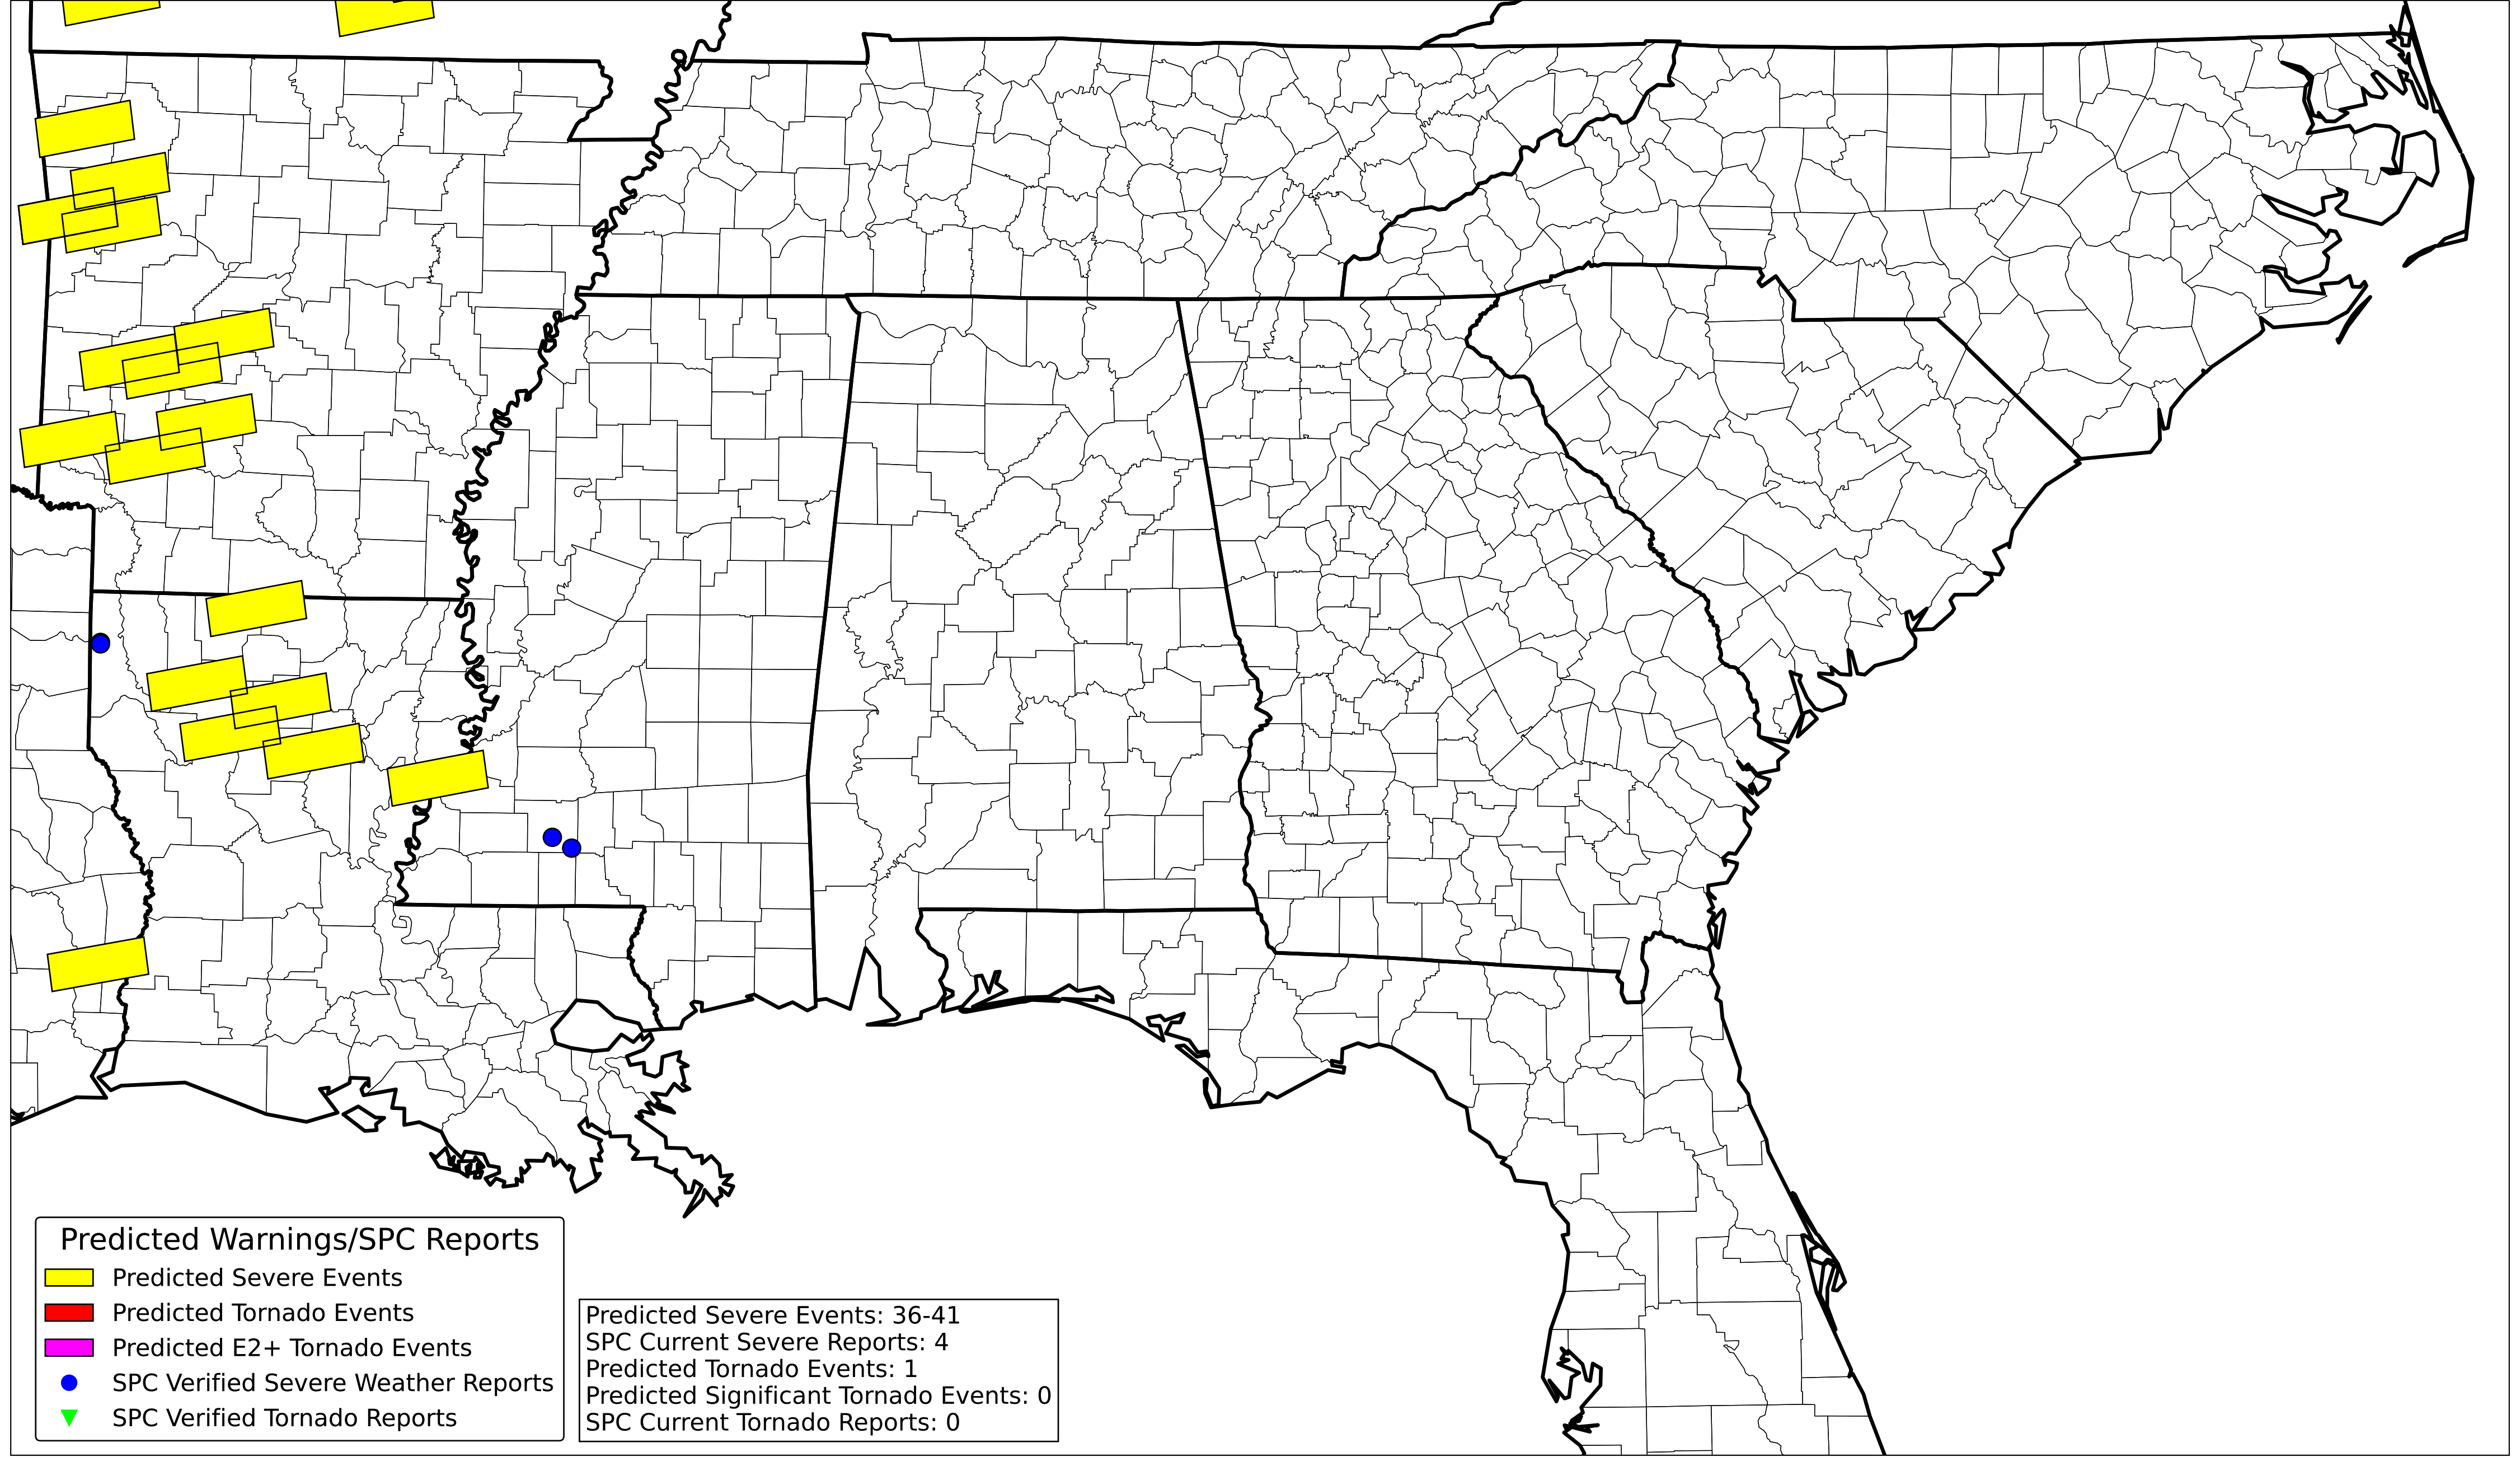 Predicted Warnings/SPC Reports
Predicted Severe Events
Predicted Tornado Events
Predicted E2+ Tornado Events
SPC Verified Severe Weather Reports
SPC Verified Tornado Reports
Predicted Severe Events: 36-41
SPC Current Severe Reports: 4
Predicted Tornado Events: 1
Predicted Significant Tornado Events: 0
SPC Current Tornado Reports: 0